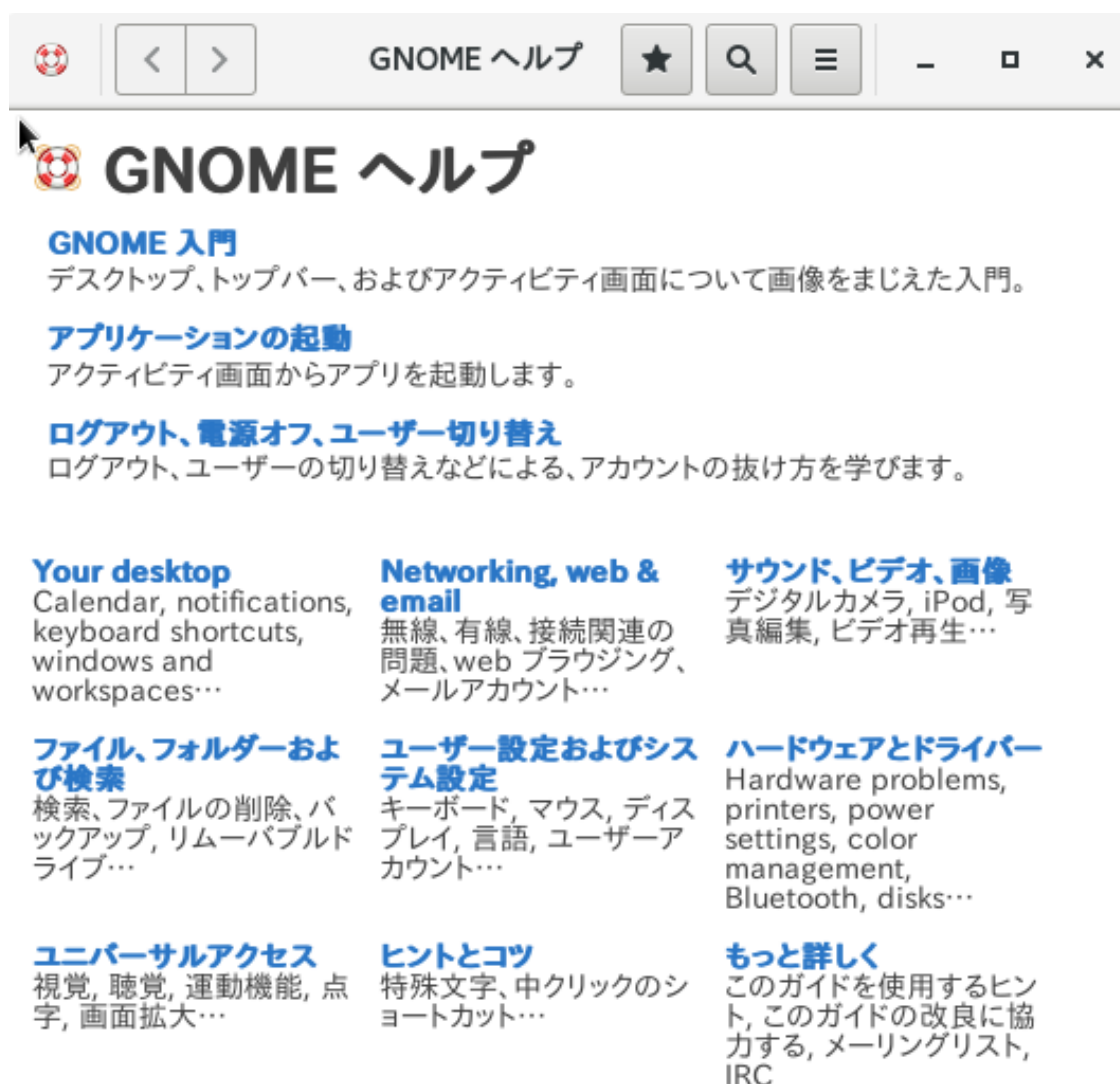 GNOME ヘルプ
GNOME ヘルプ
GNOME 入門
デスクトップ、トップバー、およびアクティビティ画面について画像をまじえた入門。
アプリケーションの起動
アクティビティ画面からアプリを起動します。
ログアウト、電源オフ、ユーザー切り替え
ログアウト、ユーザーの切り替えなどによる、アカウントの抜け方を学びます。
Your desktop
Calendar, notifications,
keyboard shortcuts,
windows and
workspaces…
Networking, web &
email
無線、有線、接続関連の
問題、web ブラウジング、
メールアカウント…
サウンド、ビデオ、画像
デジタルカメラ, iPod, 写
真編集, ビデオ再生…
ファイル、フォルダーおよ
び検索
検索、ファイルの削除、バ
ックアップ, リムーバブルド
ライブ…
ユーザー設定およびシス
テム設定
キーボード, マウス, ディス
プレイ, 言語, ユーザーア
カウント…
ハードウェアとドライバー
Hardware problems,
printers, power
settings, color
management,
Bluetooth, disks…
ユニバーサルアクセス
視覚, 聴覚, 運動機能, 点
字, 画面拡大…
ヒントとコツ
特殊文字、中クリックのシ
ョートカット…
もっと詳しく
このガイドを使用するヒン
ト, このガイドの改良に協
力する, メーリングリスト,
IRC